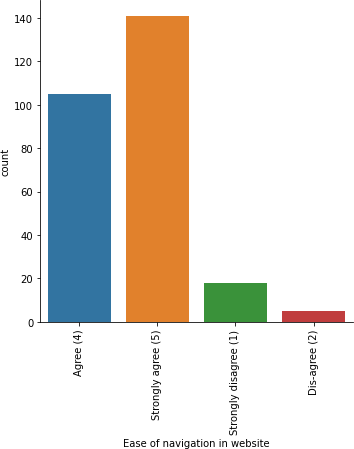 140
120
100
80
60
40
20
0
count
Agree (4)
Strongly agree (5)
Strongly disagree (1)
Dis-agree (2)
Ease of navigation in website